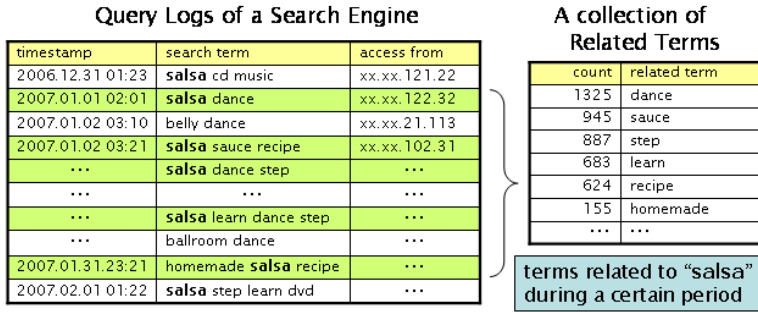 Query Logs of a Search Engine
timestamp search term access from
2006.12.31 01:23 salsa cd music xx.xx.121.22
2007.01.01 02:01 salsa dance xx.xx.122.32
2007.01.02 03:10 belly dance xx.xx.21.113
2007.01.02 03:21 salsa sauce recipe xx.xx.102.31
... salsa dance step ...
... ... ...
... salsa learn dance step ...
... ballroom dance ...
2007.01.31.23:21 homemade salsa recipe ...
2007.02.01 01:22 salsa step learn dvd ...
A collection of
Related Terms
count related term
1325 dance
945 sauce
887 step
683 learn
624 recipe
155 homemade
... ...
terms related to “salsa”
during a certain period